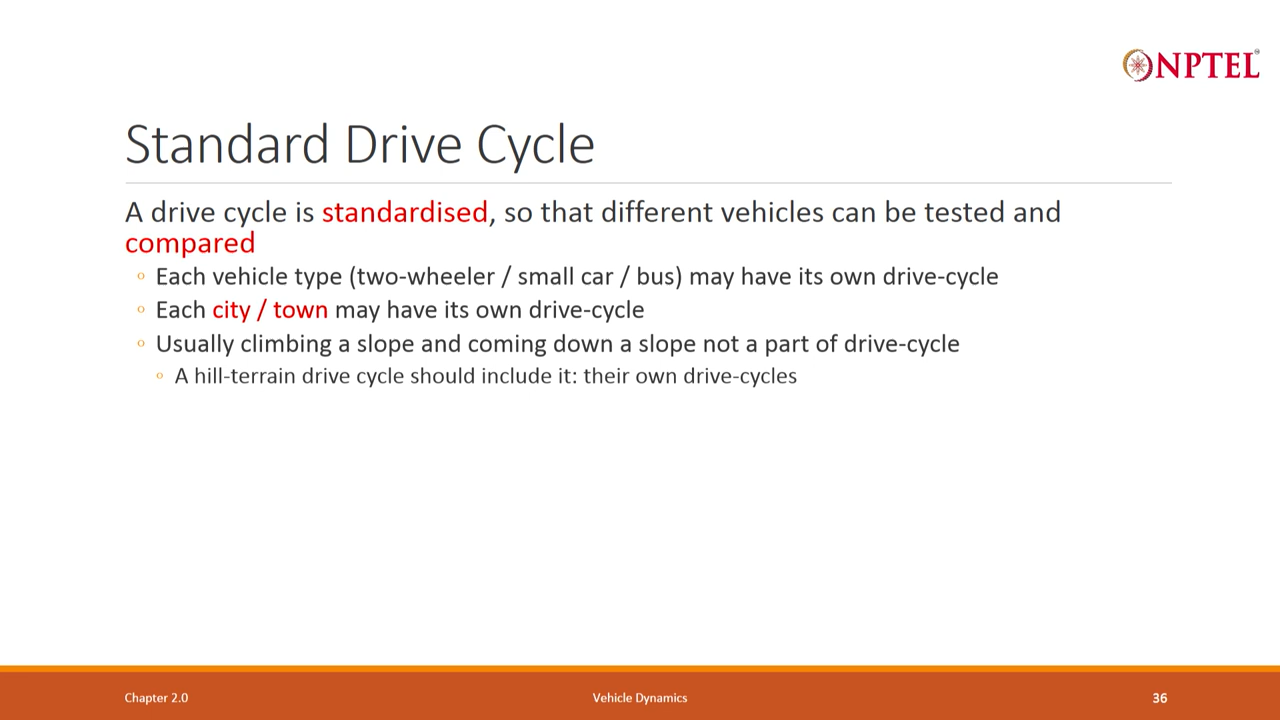 NPTEL
Standard Drive Cycle
A drive cycle is standardised, so that different vehicles can be tested and
compared
Each vehicle type (two-wheeler / small car / bus) may have its own drive-cycle
Each city / town may have its own drive-cycle
Usually climbing a slope and coming down a slope not a part of drive-cycle
A hill-terrain drive cycle should include it: their own drive-cycles
Chapter 2.0
Vehicle Dynamics
36